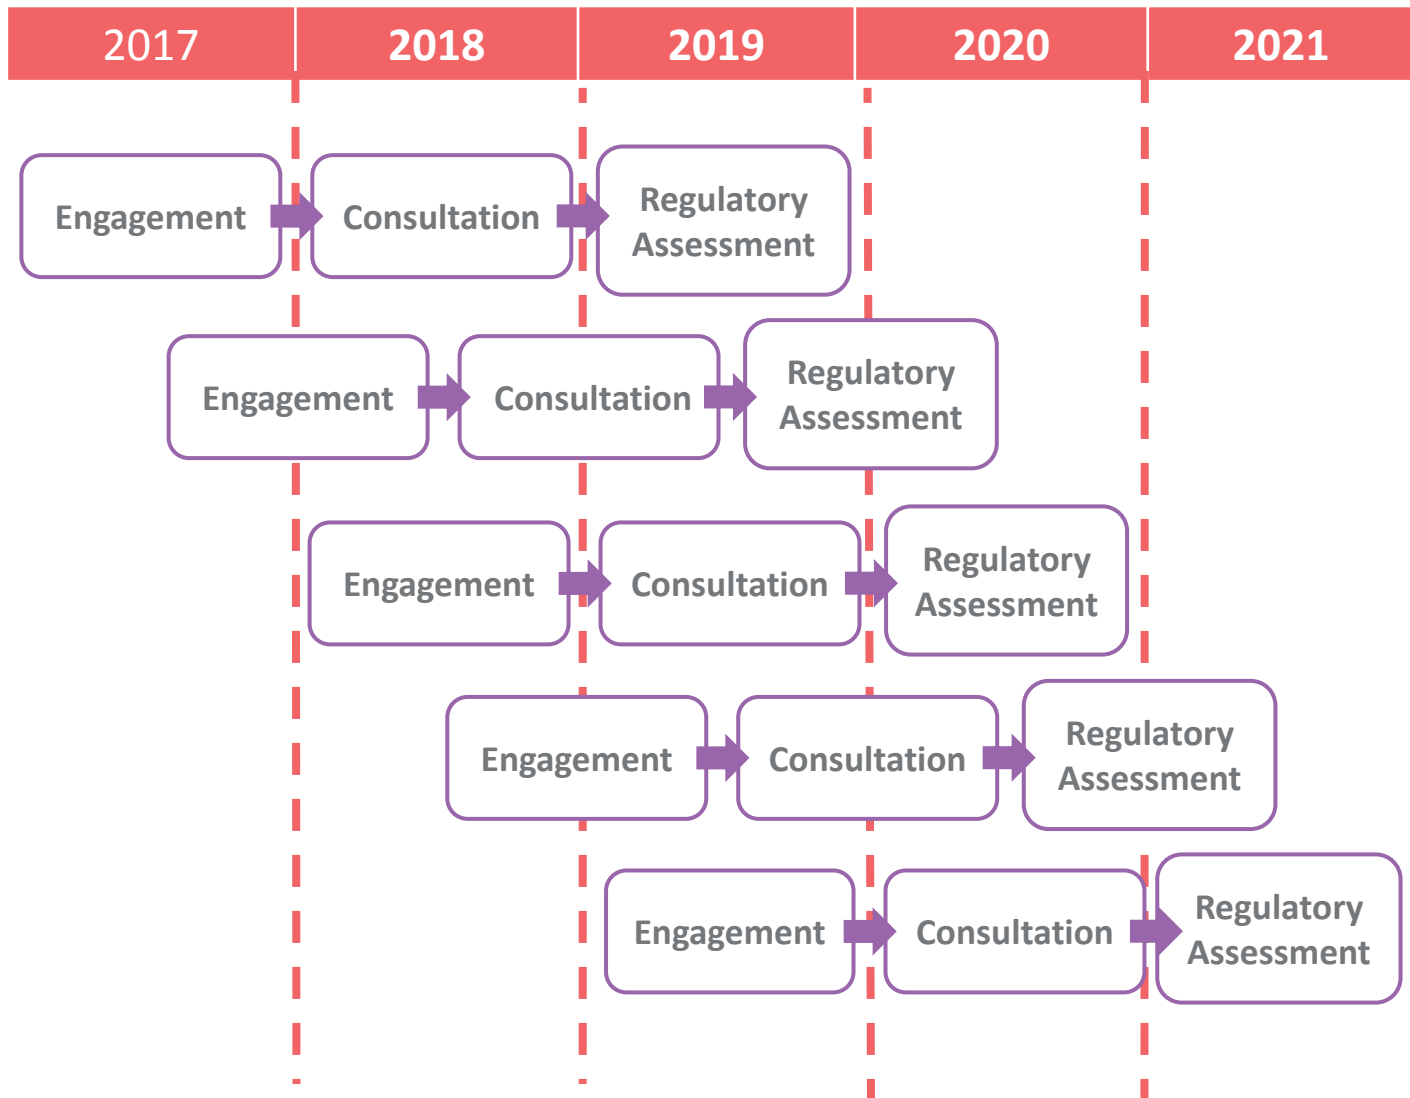 2017 2018 2019 2020 2021
Engagement Consultation Regulatory
Assessment
Engagement Consultation Regulatory
Assessment
Engagement Consultation Regulatory
Assessment
Engagement Consultation Regulatory
Assessment
Engagement Consultation Regulatory
Assessment